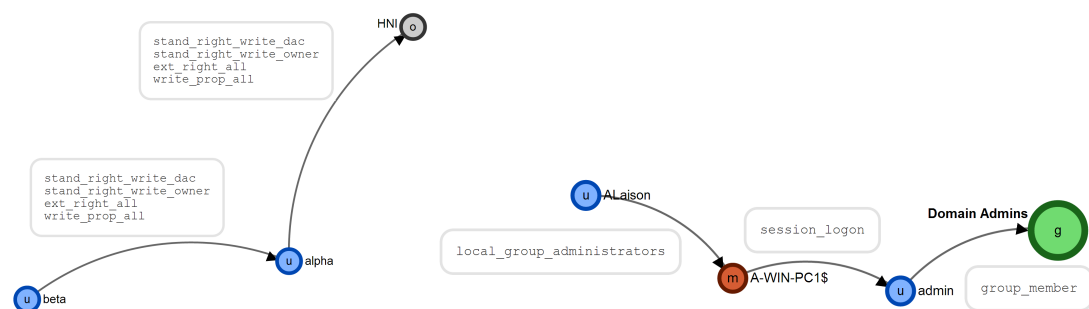 HNI
o
stand_right_write_dac
stand_right_write_owner
ext_right_all
write_prop_all
stand_right_write_dac
stand_right_write_owner
ext_right_all
write_prop_all
u alpha
u beta
u ALaison
local_group_administrators
session_logon
m A-WIN-PC1$
Domain Admins
g
u admin
group_member